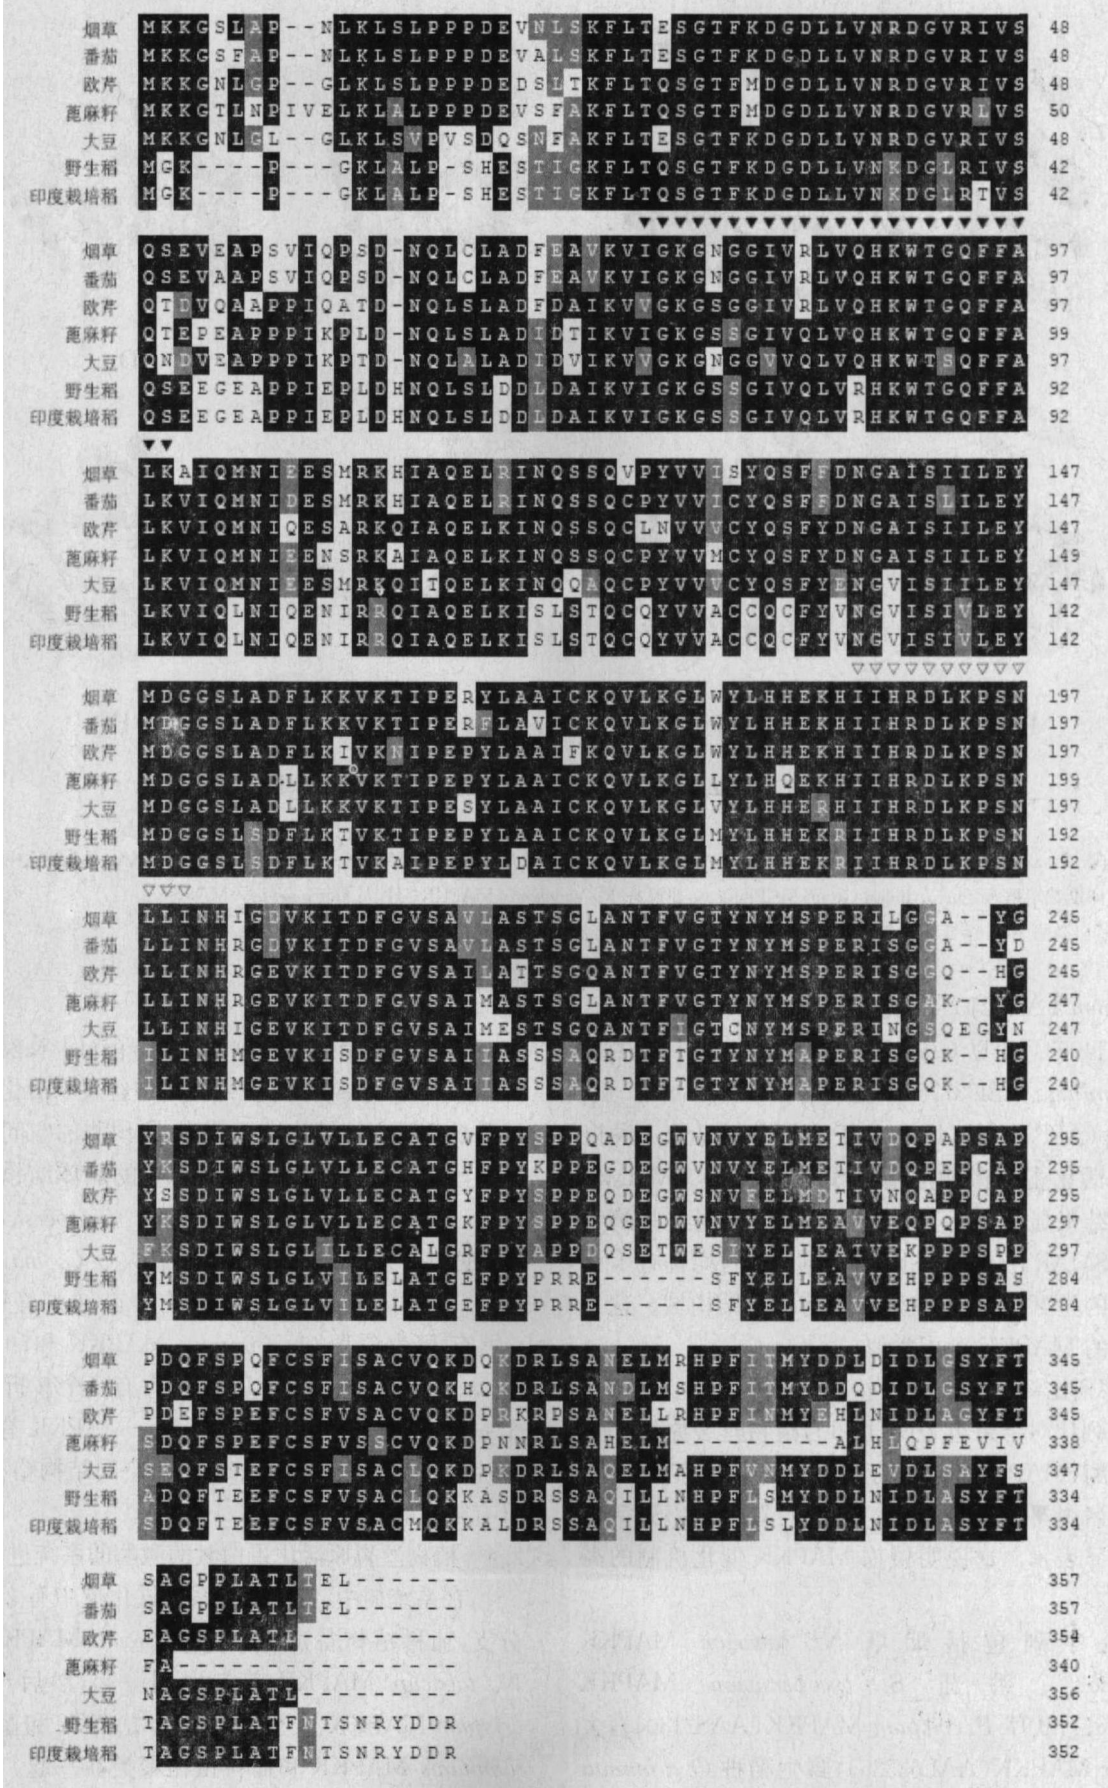 烟草 MKKGSLAP--NLKLSLPPPDEVNLSKFLTESGTFKDGDLLVNRDGVRIVS 48
番茄 MKKGSFAP--NLKLSLPPPDEVALSKFLTESGTFKDGDLLVNRDGVRIVS 48
欧芹 MKKGNLGP--GLKLSLPPPDEDSLTKFLTQSGTFMDGDLLVNRDGVRIVS 48
蓖麻籽 MKKGTLNPIVELKLALPPPDEVSFAKFLTQSGTFMDGDLLVNRDGVRLVS 50
大豆 MKKGNLGL--GLKLSVPVSDQSNFAKFLTESGTFKDGDLLVNRDGVRIVS 48
野生稻 MGK----P---GKLALP-SHESTIGKFLTQSGTFKDGDLLVNKDGLRIVS 42
印度栽培稻 MGK----P---GKLALP-SHESTIGKFLTQSGTFKDGDLLVNKDGLRTVS 42
▼▼▼▼▼▼▼▼▼▼▼▼▼▼▼▼▼▼▼▼▼▼
烟草 QSEVEAPSVIQPSD-NQLCLADFEAVKVIGKGNGGIVRLVQHKWTGQFFA 97
番茄 QSEVAAPSVIQPSD-NQLCLADFEAVKVIGKGNGGIVRLVQHKWTGQFFA 97
欧芹 QTDVQAAPPIQATD-NQLSLADFDAIKVVGKGSGGIVRLVQHKWTGQFFA 97
蓖麻籽 QTEPEAPPPIKPLD-NQLSLADIDTIKVIGKGSSGIVQLVQHKWTGQFFA 99
大豆 QNDVEAPPPIKPTD-NQLALADIDVIKVVGKGNGGVVQLVQHKWTSQFFA 97
野生稻 QSEEGEAPPIEPLDHNQLSLDDLDAIKVIGKGSSGIVQLVRHKWTGQFFA 92
印度栽培稻 QSEEGEAPPIEPLDHNQLSLDDLDAIKVIGKGSSGIVQLVRHKWTGQFFA 92
▼▼
烟草 LKAIQMNIEESMRKHIAQELRINQSSQVPYVVISYQSFFDNGAISIILEY 147
番茄 LKVIQMNIDESMRKHIAQELRINQSSQCPYVVICYQSFFDNGAISLILEY 147
欧芹 LKVIQMNIQESARKQIAQELKINQSSQCLNVVVCYQSFYDNGAISIILEY 147
蓖麻籽 LKVIQMNIEENSRKAIAQELKINQSSQCPYVVMCYQSFYDNGAISIILEY 149
大豆 LKVIQMNIEESMRKQITQELKINQQAQCPYVVVCYQSFYENGVISIILEY 147
野生稻 LKVIQLNIQENIRRQIAQELKISLSTQCQYVVACCQCFYVNGVISIVLEY 142
印度栽培稻 LKVIQLNIQENIRRQIAQELKISLSTQCQYVVACCQCFYVNGVISIVLEY 142
▽▽▽▽▽▽▽▽▽▽
烟草 MDGGSLADFLKKVKTIPERYLAAICKQVLKGLWYLHHEKHIIHRDLKPSN 197
番茄 MDGGSLADFLKKVKTIPERFLAVICKQVLKGLWYLHHEKHIIHRDLKPSN 197
欧芹 MDGGSLADFLKIVKNIPEPYLAAIFKQVLKGLWYLHHEKHIIHRDLKPSN 197
蓖麻籽 MDGGSLADLLKKVKTIPEPYLAAICKQVLKGLLYLHQEKHIIHRDLKPSN 199
大豆 MDGGSLADLLKKVKTIPESYLAAICKQVLKGLVYLHHERHIIHRDLKPSN 197
野生稻 MDGGSLSDFLKTVKTIPEPYLAAICKQVLKGLMYLHHEKRIIHRDLKPSN 192
印度栽培稻 MDGGSLSDFLKTVKAIPEPYLDAICKQVLKGLMYLHHEKRIIHRDLKPSN 192
▽▽▽
烟草 LLINHIGDVKITDFGVSAVLASTSGLANTFVGTYNYMSPERILGGA--YG 245
番茄 LLINHRGDVKITDFGVSAVLASTSGLANTFVGTYNYMSPERISGGA--YD 245
欧芹 LLINHRGEVKITDFGVSAILATTSGQANTFVGTYNYMSPERISGGQ--HG 245
蓖麻籽 LLINHRGEVKITDFGVSAIMASTSGLANTFVGTYNYMSPERISGAK--YG 247
大豆 LLINHIGEVKITDFGVSAIMESTSGQANTFIGTCNYMSPERINGSQEGYN 247
野生稻 ILINHMGEVKISDFGVSAIIASSSAQRDTFTGTYNYMAPERISGQK--HG 240
印度栽培稻 ILINHMGEVKISDFGVSAIIASSSAQRDTFTGTYNYMAPERISGQK--HG 240
烟草 YRSDIWSLGLVLLECATGVFPYSPPQADEGWVNVYELMETIVDQPAPSAP 295
番茄 YKSDIWSLGLVLLECATGHFPYKPPEGDEGWVNVYELMETIVDQPEPCAP 295
欧芹 YSSDIWSLGLVLLECATGYFPYSPPEQDEGWSNVFELMDTIVNQAPPCAP 295
蓖麻籽 YKSDIWSLGLVLLECATGKFPYSPPEQGEDWVNVYELMEAVVEQPQPSAP 297
大豆 FKSDIWSLGLILLECALGRFPYAPPDQSETWESIYELIEAIVEKPPPSPP 297
野生稻 YMSDIWSLGLVILELATGEFPYPRRE------SFYELLEAVVEHPPPSAS 284
印度栽培稻 YMSDIWSLGLVILELATGEFPYPRRE------SFYELLEAVVEHPPPSAP 284
烟草 PDQFSPQFCSFISACVQKDQKDRLSANELMRHPFITMYDDLDIDLGSYFT 345
番茄 PDQFSPQFCSFISACVQKHQKDRLSANDLMSHPFITMYDDQDIDLGSYFT 345
欧芹 PDEFSPEFCSFVSACVQKDPRKRPSANELLRHPFINMYEHLNIDLAGYFT 345
蓖麻籽 SDQFSPEFCSFVSSCVQKDPNNRLSAHELM---------ALHLQPFEVIV 338
大豆 SEQFSTEFCSFISACLQKDPKDRLSAQELMAHPFVNMYDDLEVDLSAYFS 347
野生稻 ADQFTEEFCSFVSACLQKKASDRSSAQILLNHPFLSMYDDLNIDLASYFT 334
印度栽培稻 SDQFTEEFCSFVSACMQKKALDRSSAQILLNHPFLSLYDDLNIDLASYFT 334
烟草 SAGPPLATLTEL------ 357
番茄 SAGPPLATLTEL------ 357
欧芹 EAGSPLATL--------- 354
蓖麻籽 FA---------------- 340
大豆 NAGSPLATL--------- 356
野生稻 TAGSPLATFNTSNRYDDR 352
印度栽培稻 TAGSPLATFNTSNRYDDR 352